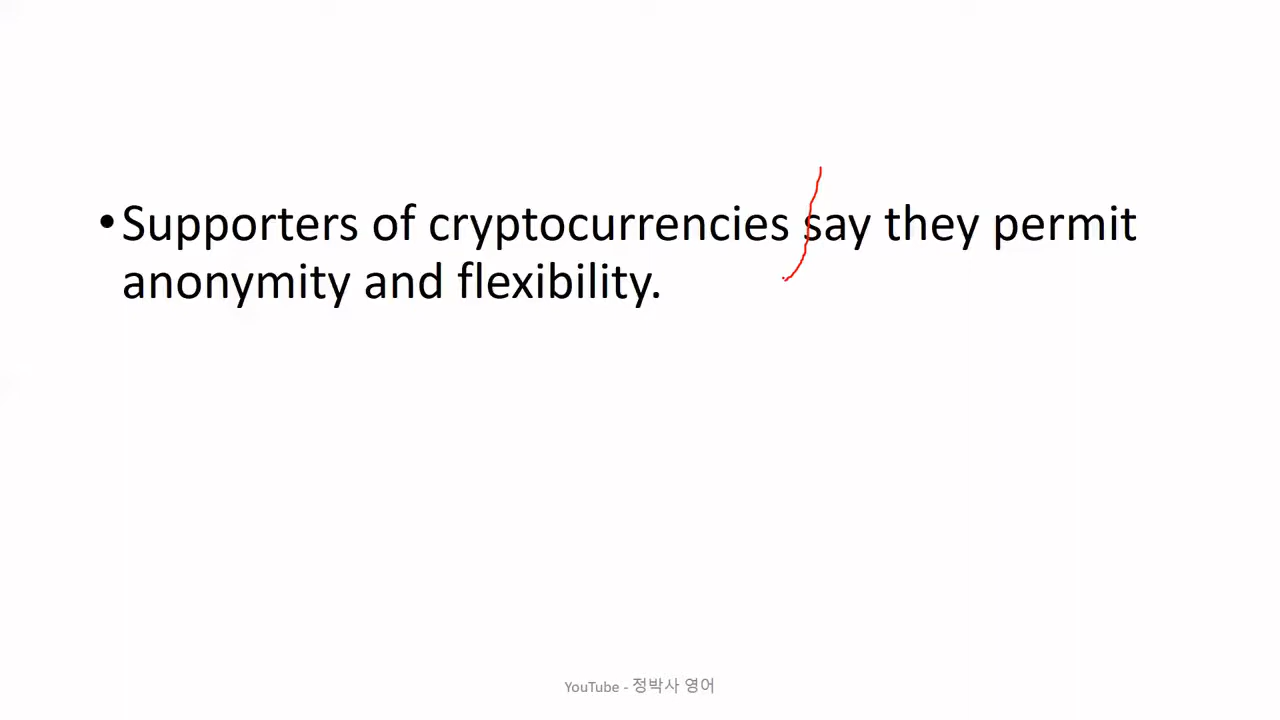 •Supporters of cryptocurrencies say they permit
anonymity and flexibility.
YouTube - 정박사 영어